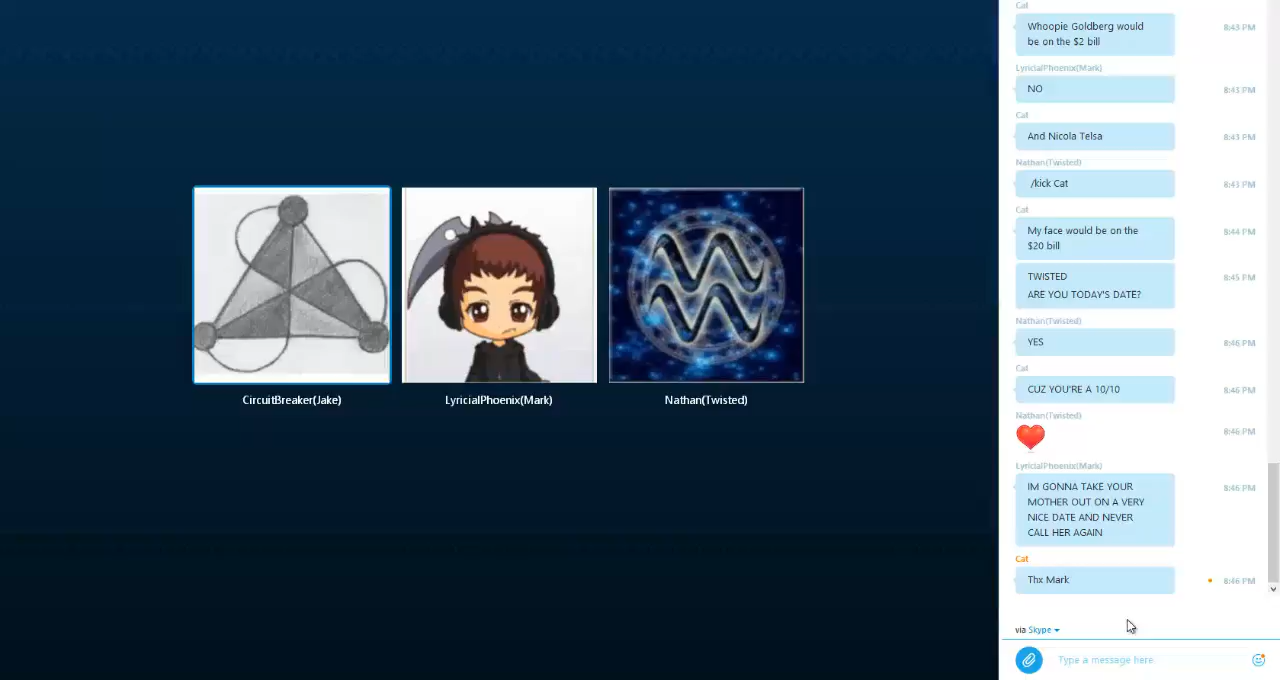 CircuitBreaker(Jake)
LyricialPhoenix(Mark)
Nathan(Twisted)
Cat
Whoopie Goldberg would
be on the $2 bill
8:43 PM
LyricialPhoenix(Mark)
NO
8:43 PM
Cat
And Nicola Telsa
8:43 PM
Nathan(Twisted)
/kick Cat
8:43 PM
Cat
My face would be on the
$20 bill
8:44 PM
TWISTED
8:45 PM
ARE YOU TODAY'S DATE?
Nathan(Twisted)
YES
8:46 PM
Cat
CUZ YOU'RE A 10/10
8:46 PM
Nathan(Twisted)
8:46 PM
LyricialPhoenix(Mark)
IM GONNA TAKE YOUR
8:46 PM
MOTHER OUT ON A VERY
NICE DATE AND NEVER
CALL HER AGAIN
Cat
Thx Mark
8:46 PM
via Skype
Type a message here